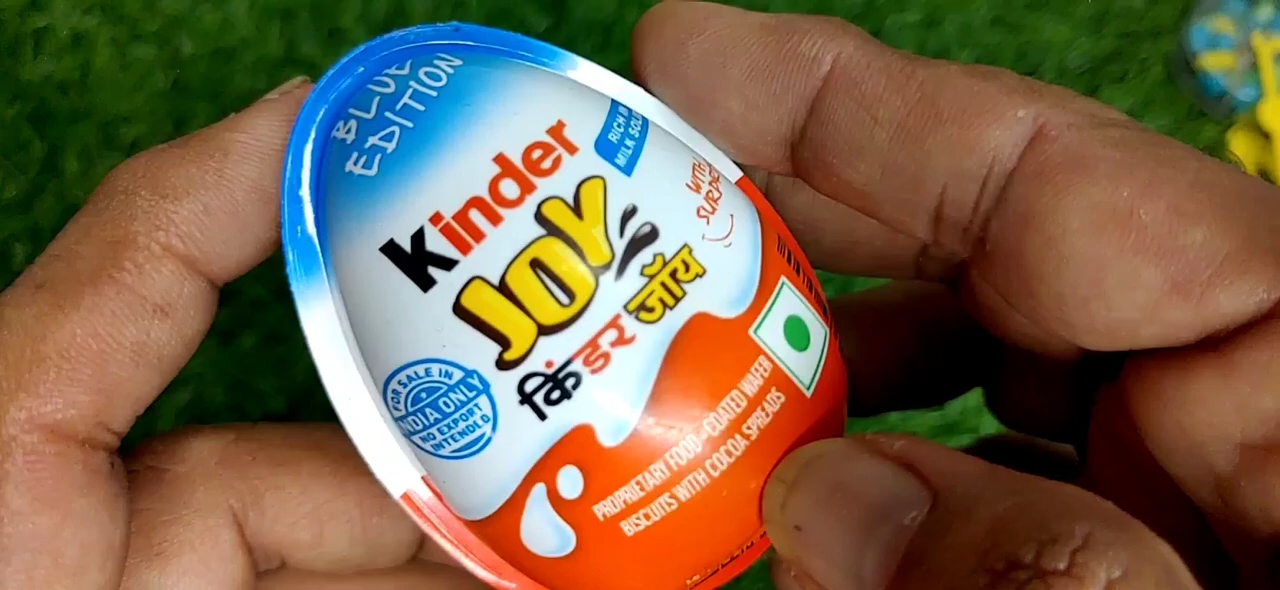 BLUE
EDITION
RICH IN
MILK SOLIDS
kinder
JOY
किंडर जॉय
WITH
FOR SALE IN
INDIA ONLY
NO EXPORT
INTENDED
PROPRIETARY FOOD-COATED WAFER
BISCUITS WITH COCOA SPREADS